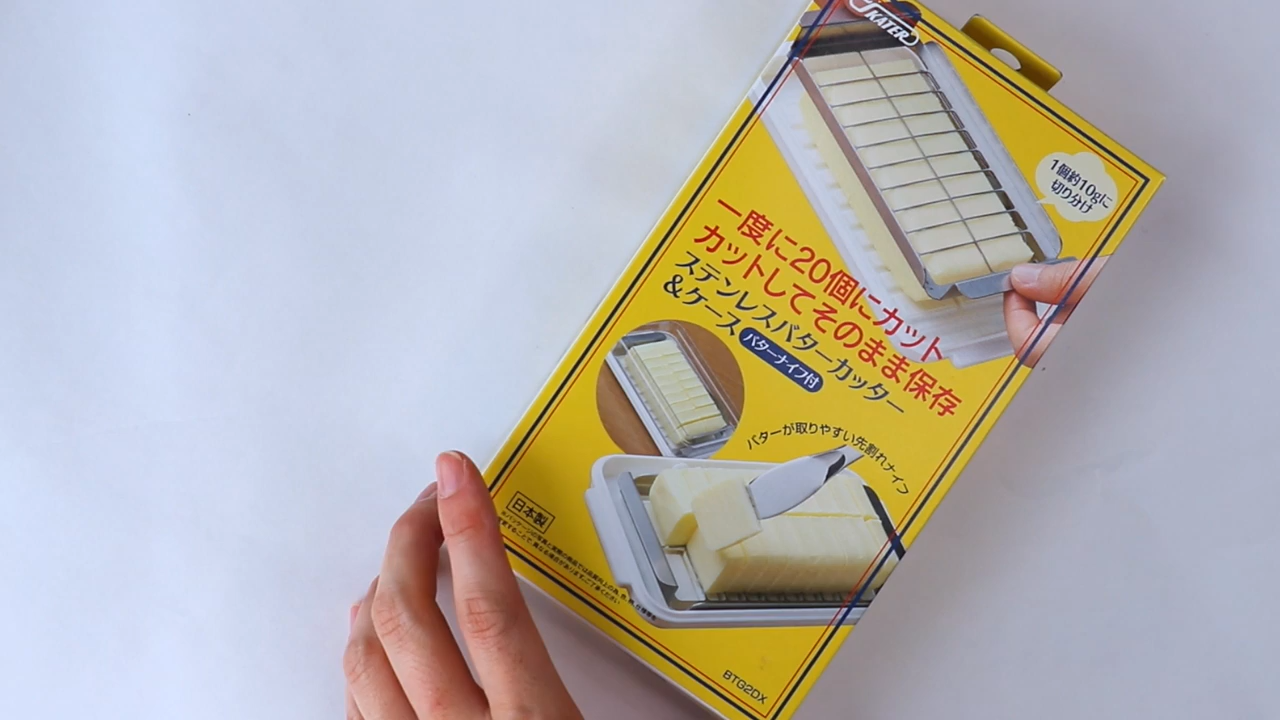 SKATER
1個約10gに
切り分け
一度に20個にカット
カットしてそのまま保存
ステンレスバターカッター
&ケース
バターナイフ付
バターが取りやすい先割れナイフ
日本製
BTG2DX